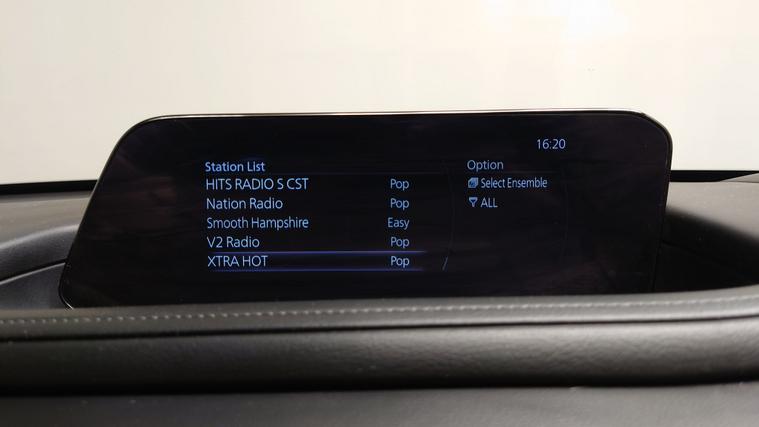 16:20
Station List
HITS RADIO S CST Pop
Nation Radio Pop
Smooth Hampshire Easy
V2 Radio Pop
XTRA HOT Pop
Option
Select Ensemble
ALL